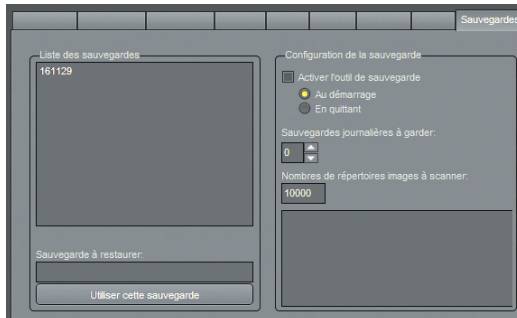 Sauvegardes
Liste des sauvegardes
161129
Sauvegarde à restaurer:
Utiliser cette sauvegarde
Configuration de la sauvegarde
Activer l'outil de sauvegarde
Au démarrage
En quittant
Sauvegardes journalières à garder:
0
Nombres de répertoires images à scanner:
10000